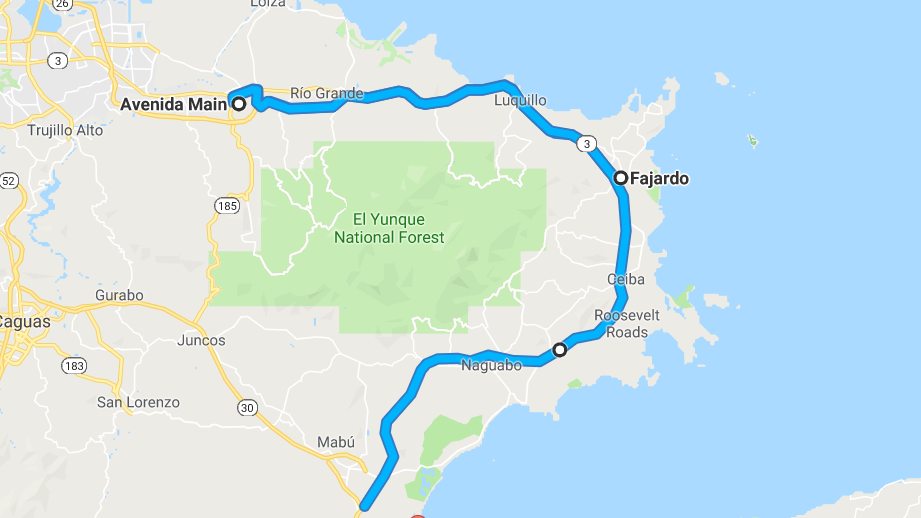 26
Loíza
3
Río Grande
Avenida Main
Luquillo
Trujillo Alto
3
52
Fajardo
185
El Yunque
National Forest
Ceiba
Gurabo
Roosevelt
Roads
Caguas
Juncos
183
Naguabo
San Lorenzo
30
Mabú